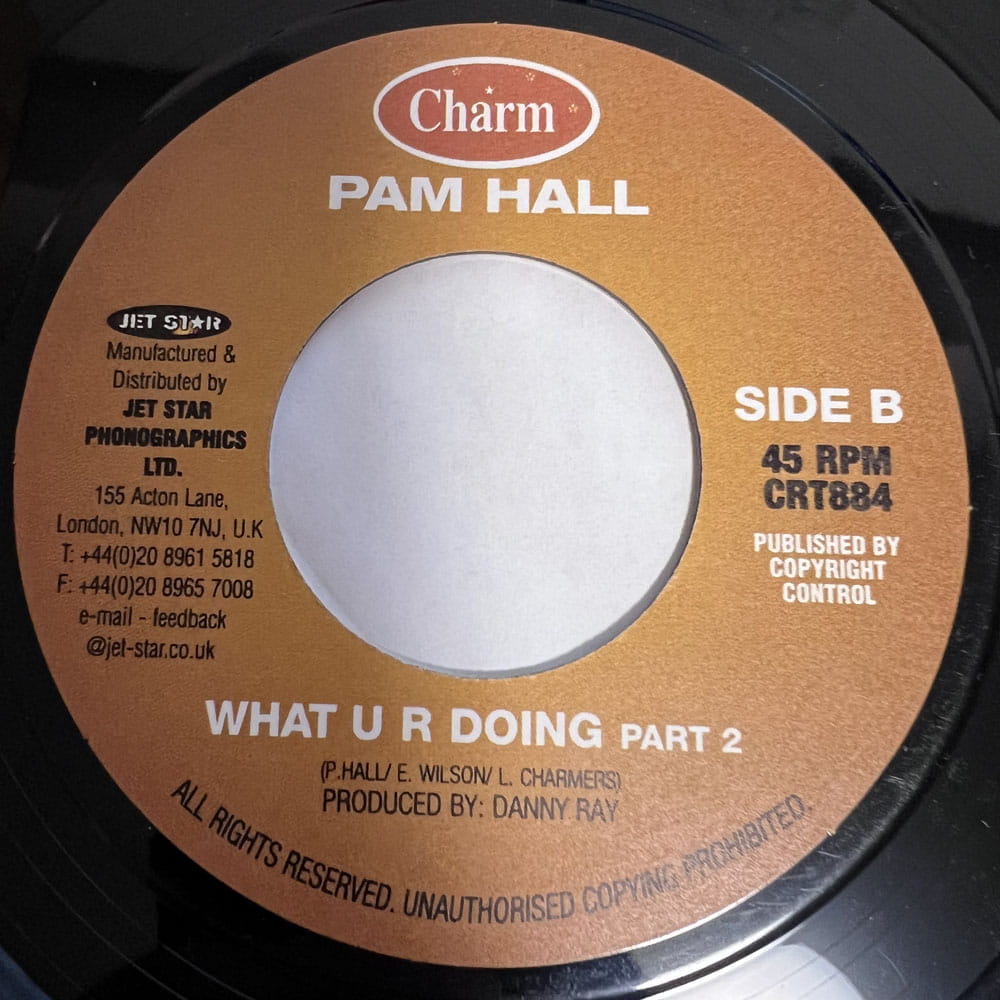 Charm
PAM HALL
JET STAR
Manufactured &
Distributed by
JET STAR
PHONOGRAPHICS
LTD.
155 Acton Lane,
London, NW10 7NJ, U.K
T: +44(0)20 8961 5818
F: +44(0)20 8965 7008
e-mail - feedback
@jet-star.co.uk
SIDE B
45 RPM
CRT884
PUBLISHED BY
COPYRIGHT
CONTROL
WHAT U R DOING PART 2
(P.HALL/ E. WILSON/ L. CHARMERS)
PRODUCED BY: DANNY RAY
ALL RIGHTS RESERVED. UNAUTHORISED COPYING PROHIBITED.